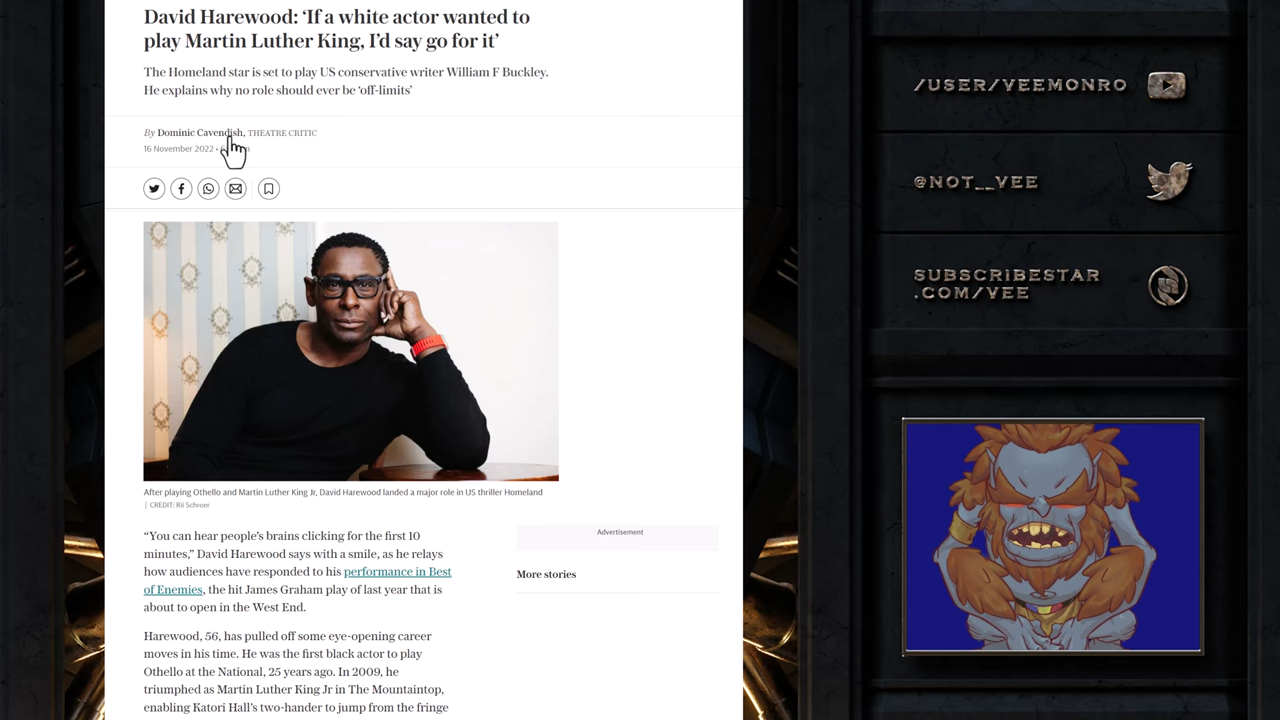 David Harewood: ‘If a white actor wanted to
play Martin Luther King, I’d say go for it’
The Homeland star is set to play US conservative writer William F Buckley.
He explains why no role should ever be ‘off-limits’
By Dominic Cavendish, THEATRE CRITIC
16 November 2022 •
After playing Othello and Martin Luther King Jr, David Harewood landed a major role in US thriller Homeland
| CREDIT: Rii Schroer
“You can hear people’s brains clicking for the first 10
minutes,” David Harewood says with a smile, as he relays
how audiences have responded to his performance in Best
of Enemies, the hit James Graham play of last year that is
about to open in the West End.
Harewood, 56, has pulled off some eye-opening career
moves in his time. He was the first black actor to play
Othello at the National, 25 years ago. In 2009, he
triumphed as Martin Luther King Jr in The Mountaintop,
enabling Katori Hall’s two-hander to jump from the fringe
Advertisement
More stories
/USER/VEEMONRO
@NOT__VEE
SUBSCRIBESTAR
.COM/VEE